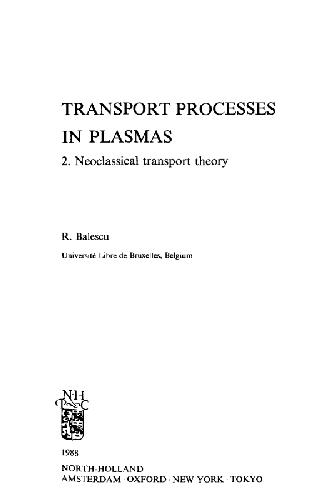 TRANSPORT PROCESSES
IN PLASMAS
2. Neoclassical transport theory
R. Balescu
Université Libre de Bruxelles, Belgium
N·H
P C
1988
NORTH-HOLLAND
AMSTERDAM · OXFORD · NEW YORK · TOKYO